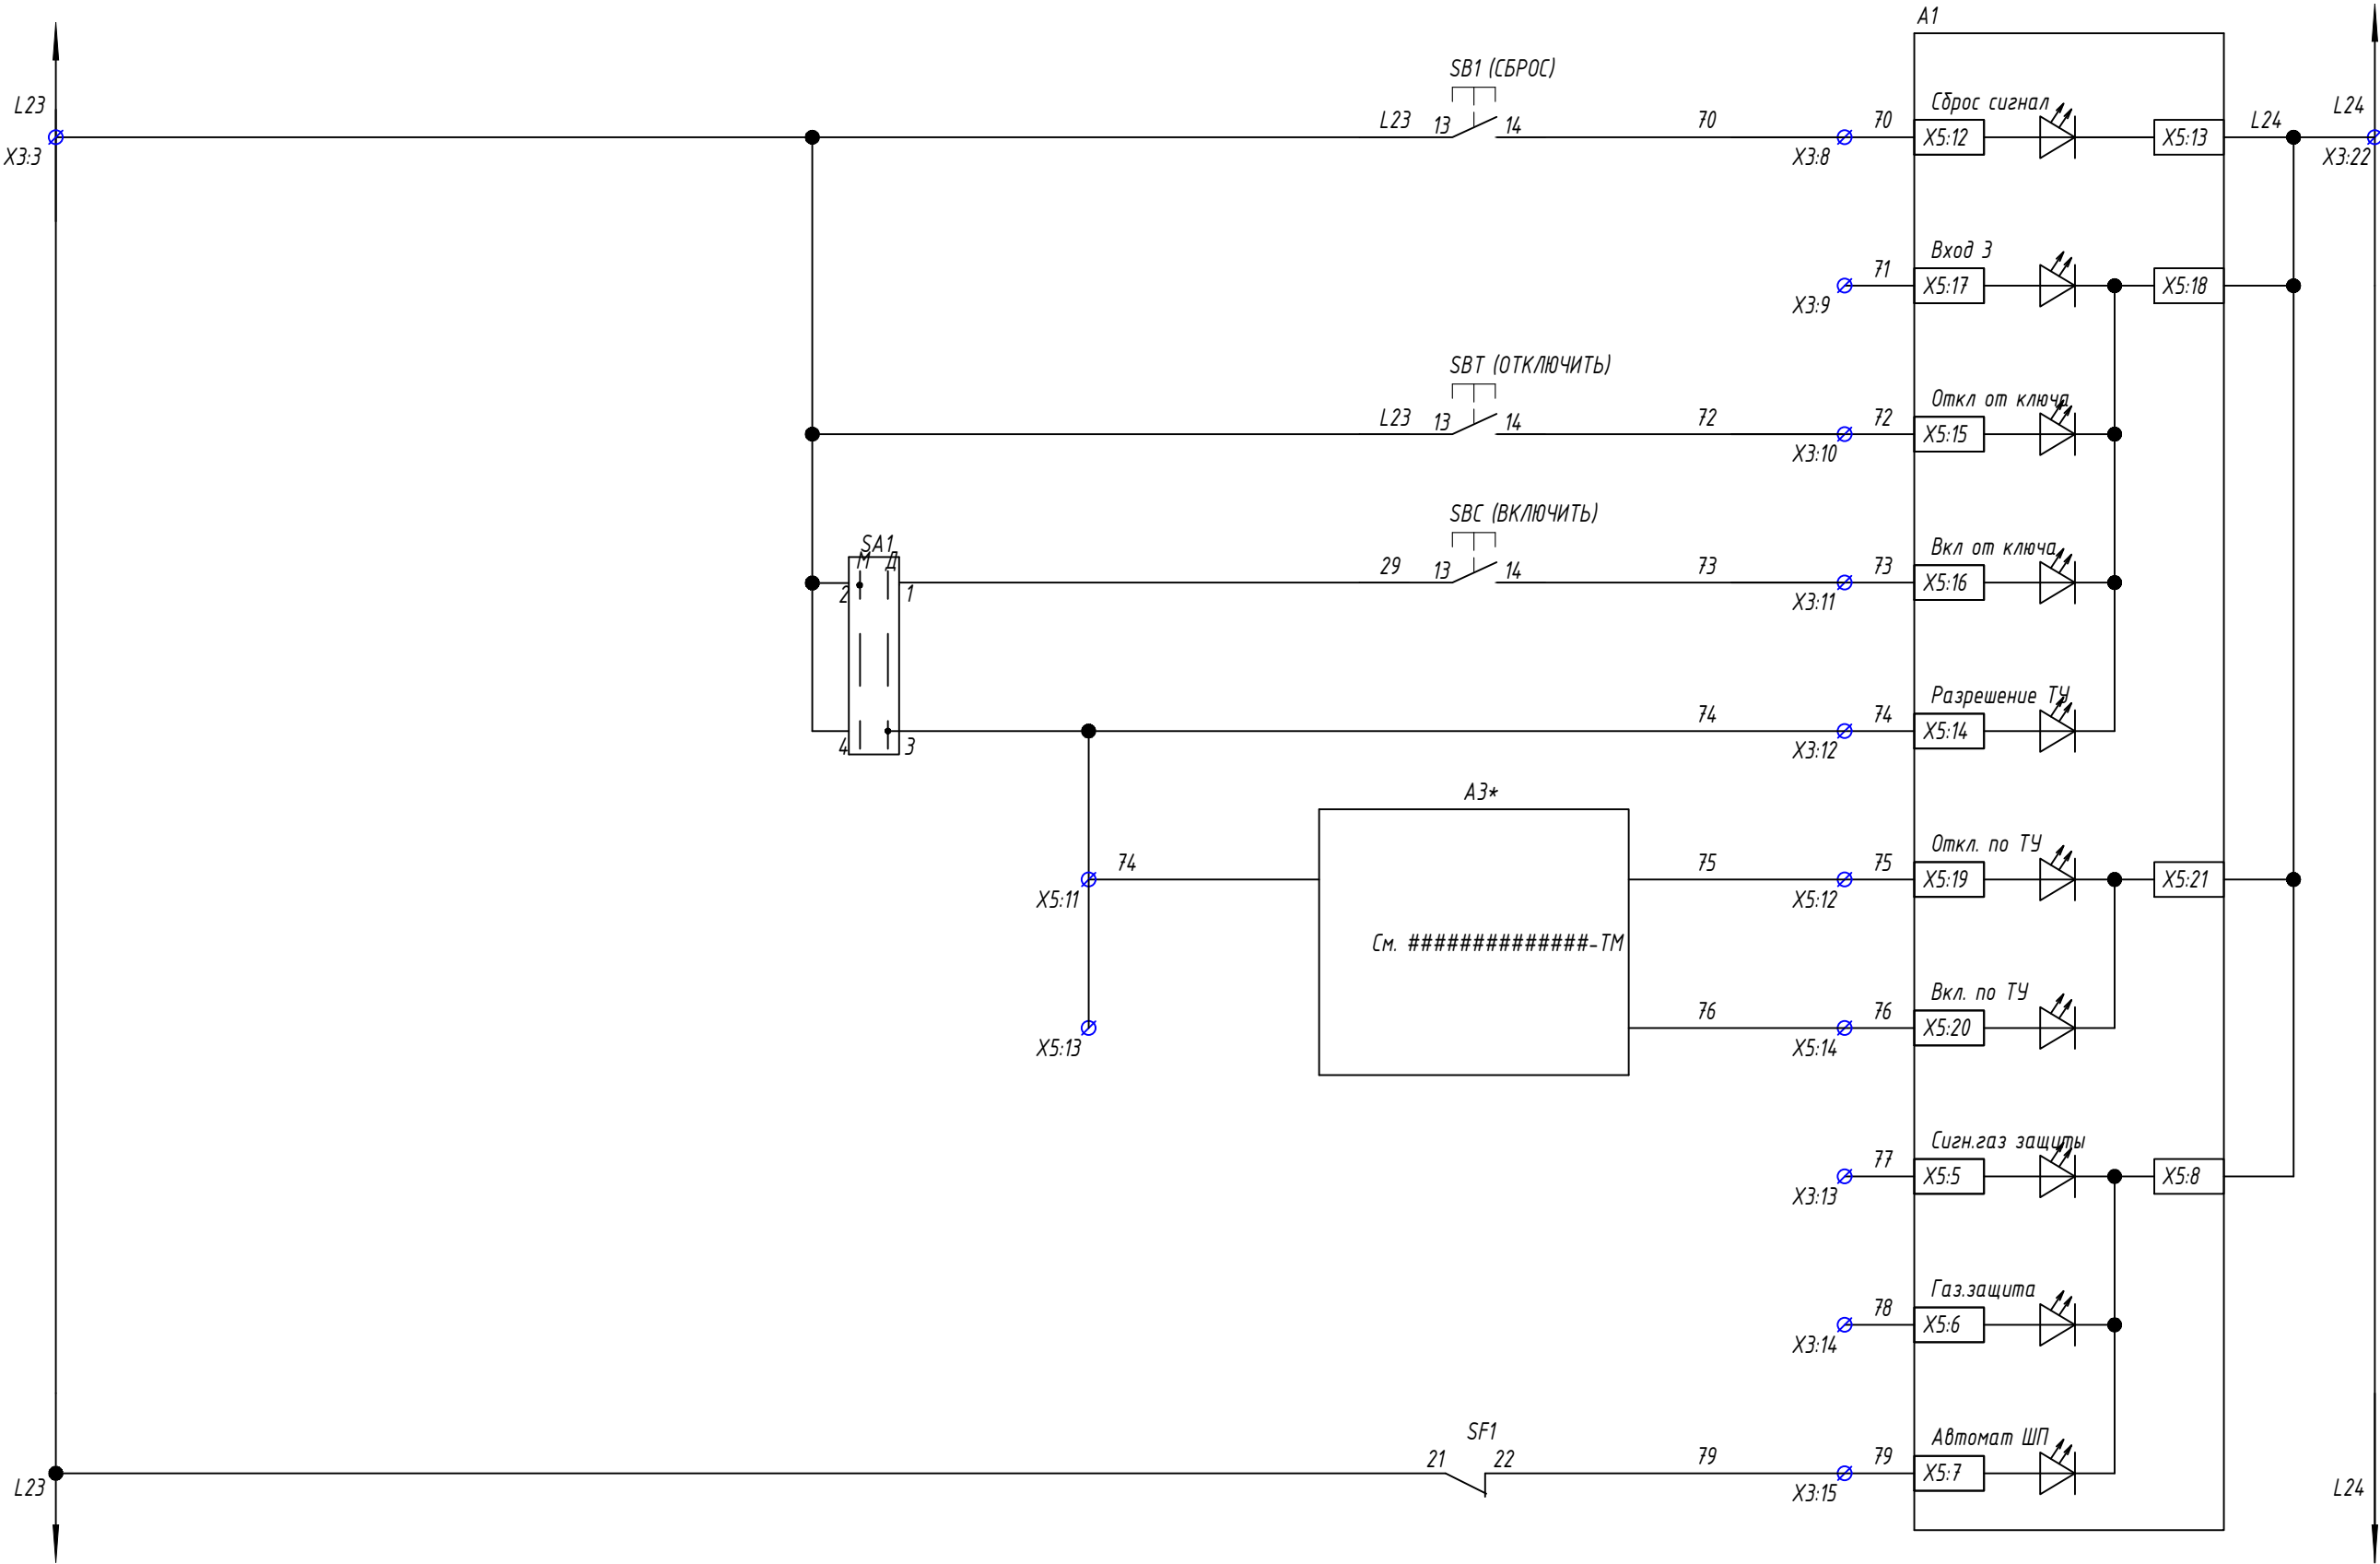 A1
SB1 (СБРОС)
L23
L23
13
14
70
70
Сброс сигнал
X5:12
X5:13
L24
L24
X3:3
X3:8
X3:22
Вход 3
71
X5:17
X5:18
X3:9
SBT (ОТКЛЮЧИТЬ)
L23
13
14
72
72
Откл от ключа
X5:15
X3:10
SBC (ВКЛЮЧИТЬ)
SA1
М Д
2
1
29
13
14
73
73
Вкл от ключа
X5:16
X3:11
Разрешение ТУ
4
3
74
74
X5:14
X3:12
A3*
74
75
75
Откл. по ТУ
X5:19
X5:21
X5:11
X5:12
См. ##############-ТМ
76
76
Вкл. по ТУ
X5:20
X5:13
X5:14
Сигн.газ защиты
77
X5:5
X5:8
X3:13
Газ.защита
78
X5:6
X3:14
SF1
21
22
79
79
Автомат ШП
X5:7
L23
X3:15
L24